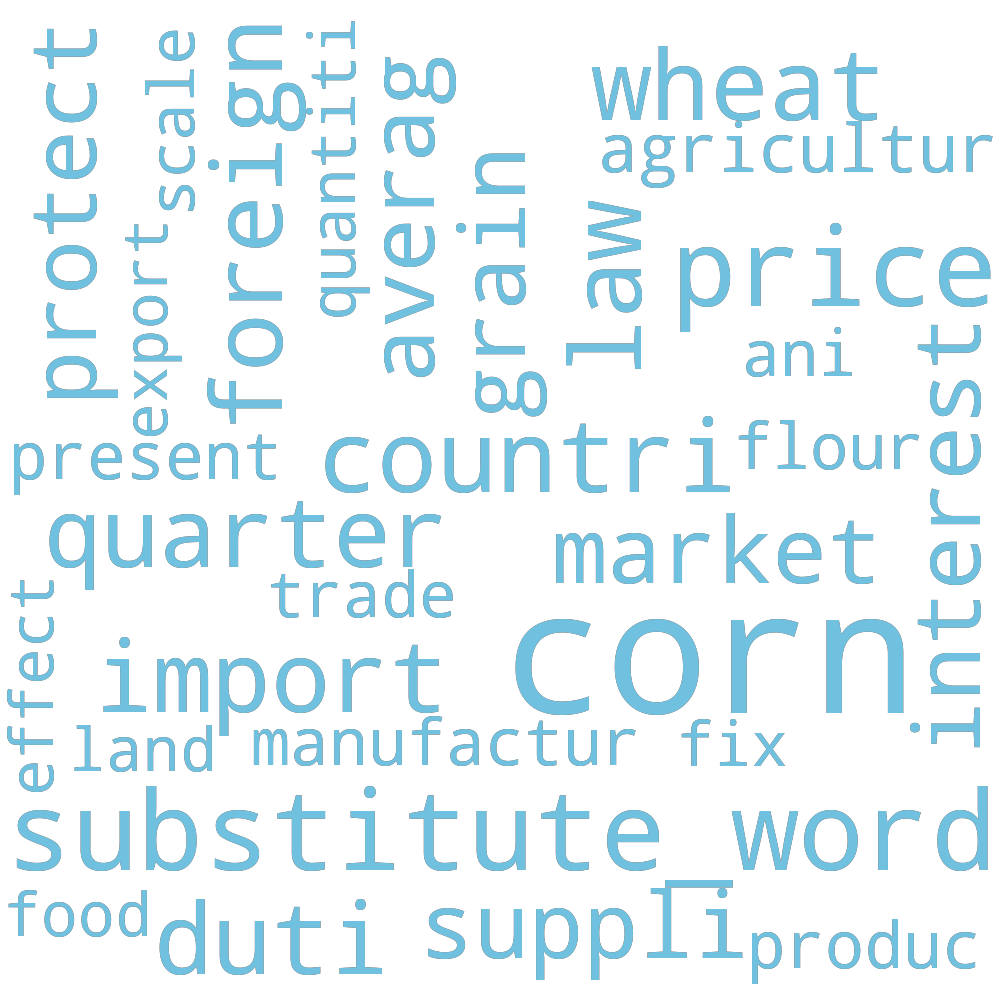 protect
scale
export
foreign
quantiti
averag
grain
law
wheat
agricultur
price
ani
interest
present
countri
flour
quarter
market
trade
corn
effect
import
land
manufactur
fix
substitute_word
food
duti
suppli
produc